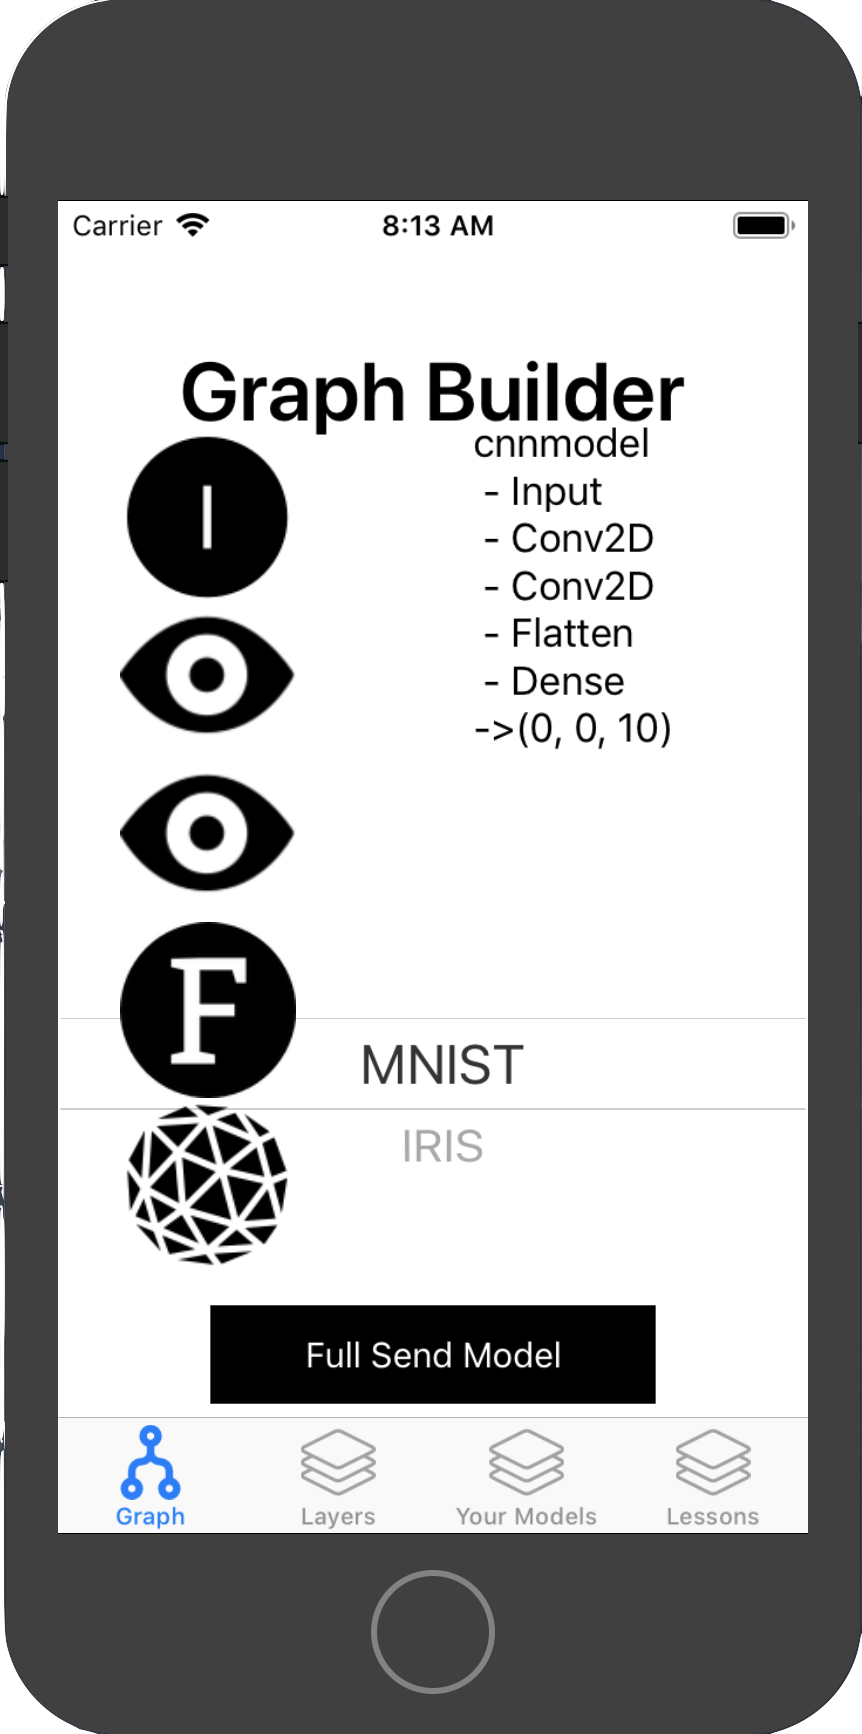 Carrier 8:13 AM
Graph Builder
I
cnnmodel
- Input
- Conv2D
- Conv2D
- Flatten
- Dense
->(0, 0, 10)
F
MNIST
IRIS
Full Send Model
Graph Layers Your Models Lessons